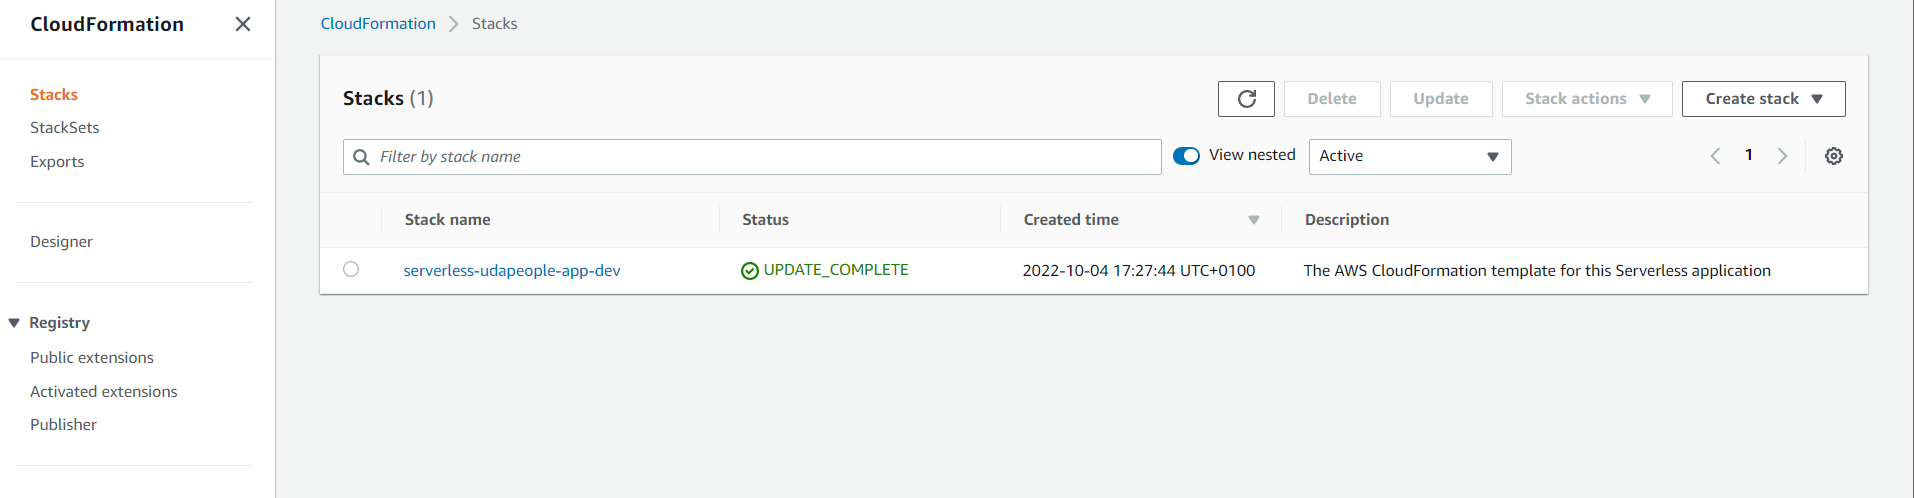 CloudFormation
CloudFormation Stacks
Stacks
StackSets
Exports
Designer
Registry
Public extensions
Activated extensions
Publisher
Stacks (1)
Delete Update Stack actions Create stack
Filter by stack name View nested Active 1
Stack name Status Created time Description
serverless-udapeople-app-dev UPDATE_COMPLETE 2022-10-04 17:27:44 UTC+0100 The AWS CloudFormation template for this Serverless application